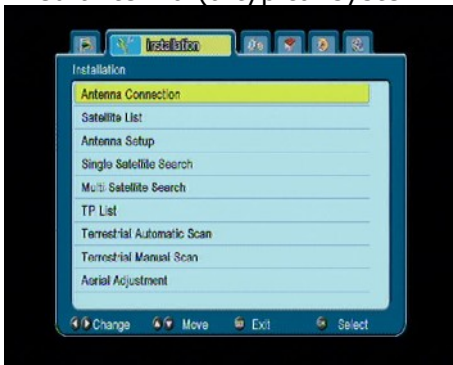 Installation
Installation
Antenna Connection
Satellite List
Antenna Setup
Single Satellite Search
Multi Satellite Search
TP List
Terrestrial Automatic Scan
Terrestrial Manual Scan
Aerial Adjustment
Change Move Exit Select